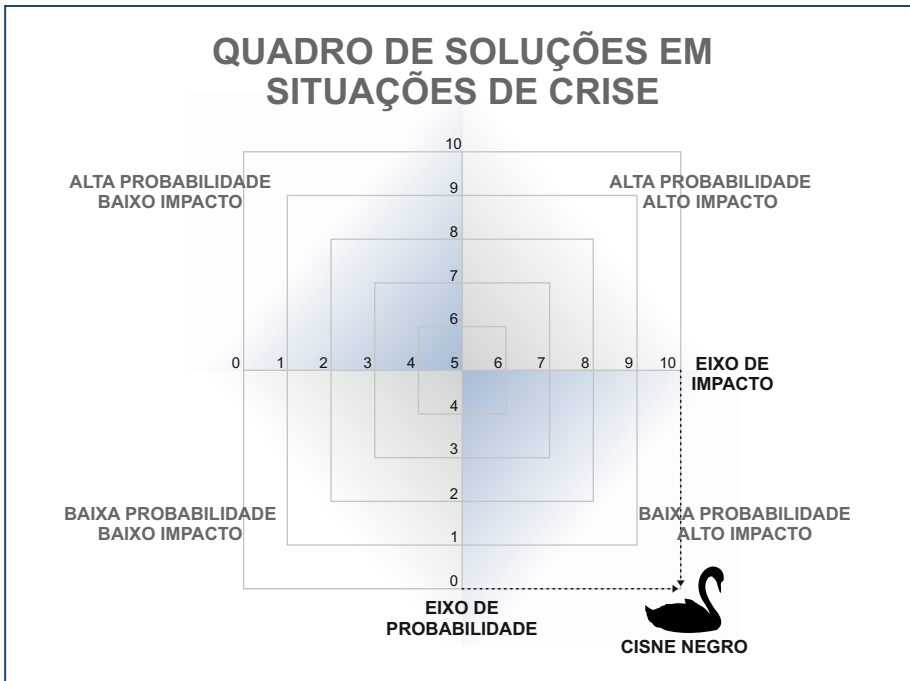 QUADRO DE SOLUÇÕES EM
SITUAÇÕES DE CRISE
10
ALTA PROBABILIDADE
BAIXO IMPACTO
ALTA PROBABILIDADE
ALTO IMPACTO
9
8
7
6
0 1 2 3 4 5 6 7 8 9 10
EIXO DE
IMPACTO
4
3
2
BAIXA PROBABILIDADE
BAIXO IMPACTO
BAIXA PROBABILIDADE
ALTO IMPACTO
1
0
EIXO DE
PROBABILIDADE
CISNE NEGRO